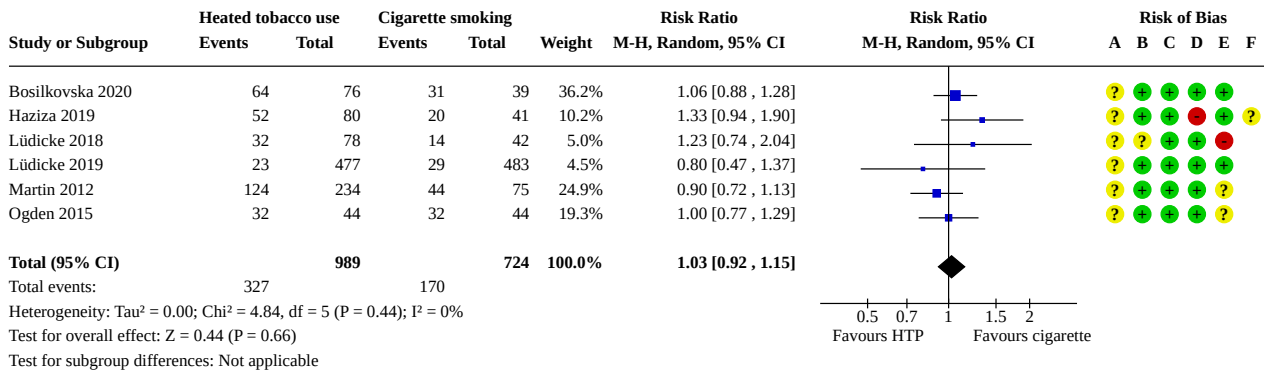 Heated tobacco use Cigarette smoking Risk Ratio Risk Ratio Risk of Bias
Study or Subgroup Events Total Events Total Weight M-H, Random, 95% CI M-H, Random, 95% CI A B C D E F
Bosilkovska 2020 64 76 31 39 36.2% 1.06 [0.88 , 1.28] ? + + + +
Haziza 2019 52 80 20 41 10.2% 1.33 [0.94 , 1.90] ? + + - + ?
Lüdicke 2018 32 78 14 42 5.0% 1.23 [0.74 , 2.04] ? ? + + -
Lüdicke 2019 23 477 29 483 4.5% 0.80 [0.47 , 1.37] ? + + + +
Martin 2012 124 234 44 75 24.9% 0.90 [0.72 , 1.13] ? + + + ?
Ogden 2015 32 44 32 44 19.3% 1.00 [0.77 , 1.29] ? + + + ?
Total (95% CI) 989 724 100.0% 1.03 [0.92 , 1.15]
Total events: 327 170
Heterogeneity: Tau² = 0.00; Chi² = 4.84, df = 5 (P = 0.44); I² = 0%
0.5 0.7 1 1.5 2
Test for overall effect: Z = 0.44 (P = 0.66) Favours HTP Favours cigarette
Test for subgroup differences: Not applicable